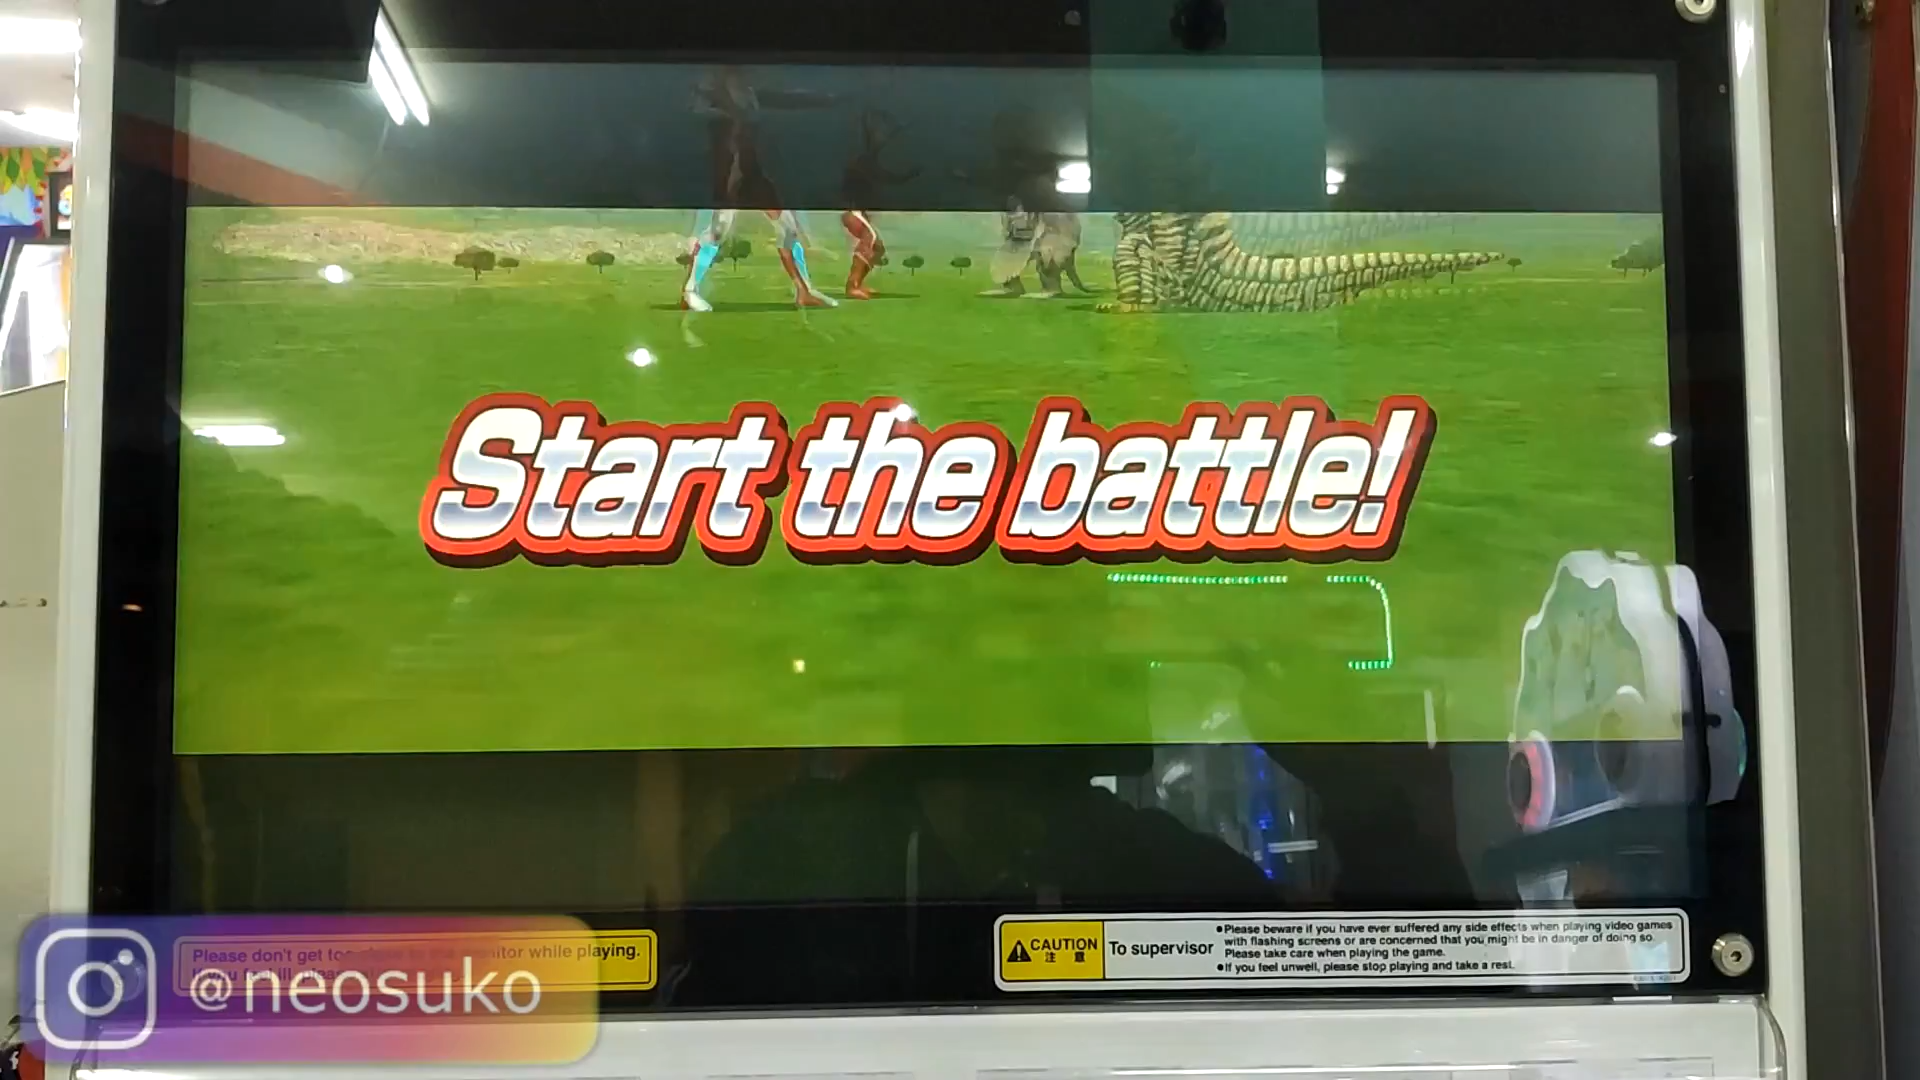 Start the battle!
Please don't get too close to the monitor while playing.
@neosuko
CAUTION
注 意
To supervisor
●Please beware if you have ever suffered any side effects when playing video games
with flashing screens or are concerned that you might be in danger of doing so.
Please take care when playing the game.
●If you feel unwell, please stop playing and take a rest.